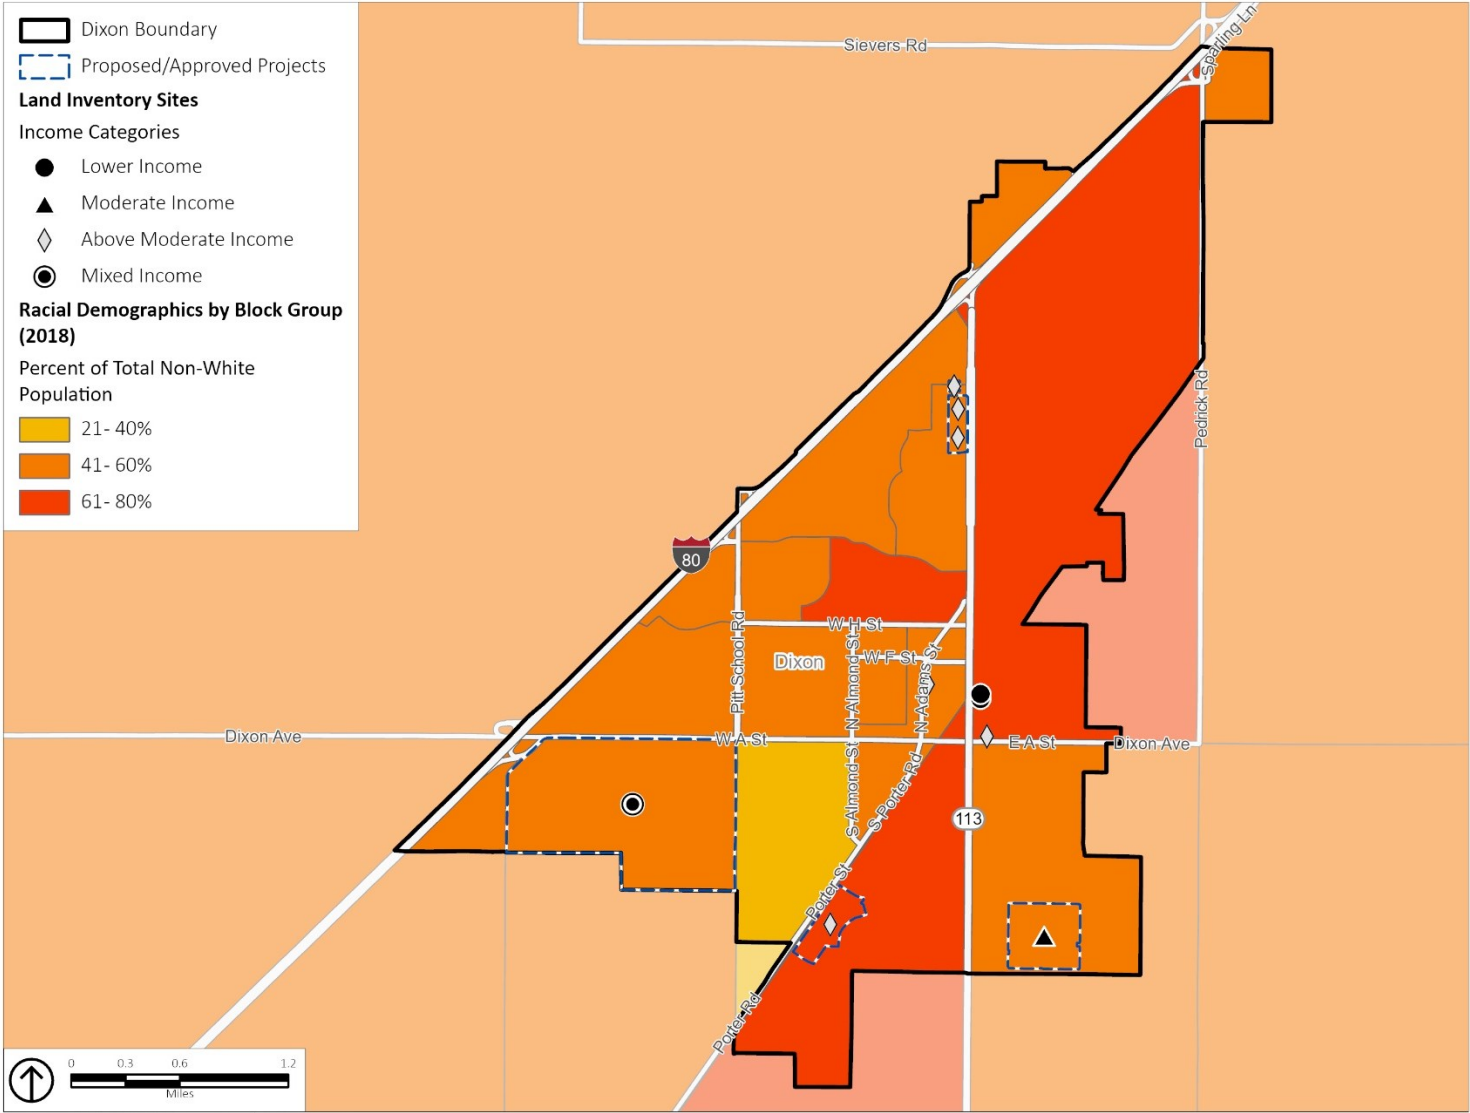 Dixon Boundary
Proposed/Approved Projects
Land Inventory Sites
Income Categories
Lower Income
Moderate Income
Above Moderate Income
Mixed Income
Racial Demographics by Block Group
(2018)
Percent of Total Non-White
Population
21- 40%
41- 60%
61- 80%
Sievers Rd
Sparling Ln
Pedrick Rd
80
Pitt School Rd
W H St
W F St
Dixon
N Almond St
N Adams St
Dixon Ave
W A St
E A St
Dixon Ave
S Almond St
S Porter Rd
113
Porter St
Porter Rd
0 0.3 0.6 1.2
Miles